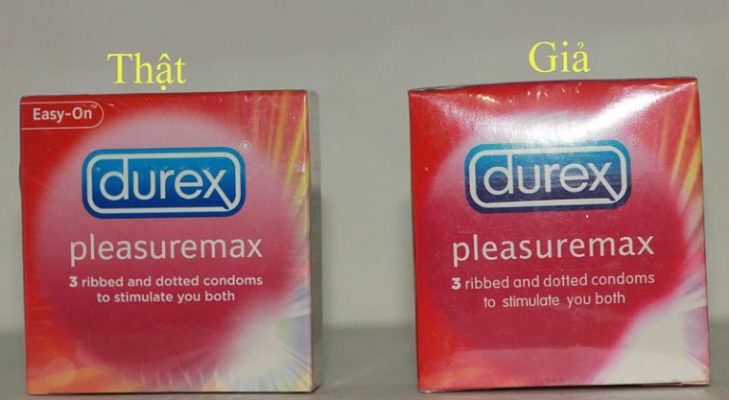 Thật
Giả
Easy-On™
durex®
pleasuremax
3 ribbed and dotted condoms
to stimulate you both
durex®
pleasuremax
3 ribbed and dotted condoms
to stimulate you both